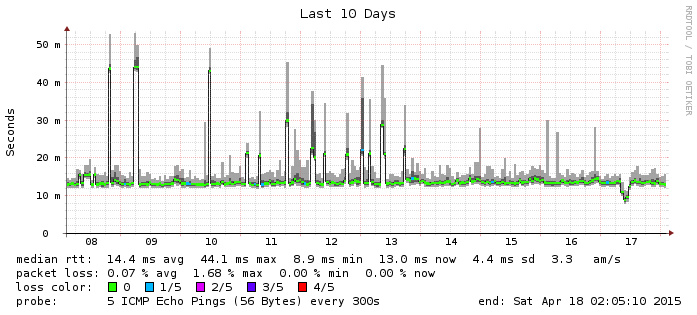 Last 10 Days
RRDTOOL / TOBI OETIKER
Seconds
50 m
40 m
30 m
20 m
10 m
0
08 09 10 11 12 13 14 15 16 17
median rtt: 14.4 ms avg 44.1 ms max 8.9 ms min 13.0 ms now 4.4 ms sd 3.3 am/s
packet loss: 0.07 % avg 1.68 % max 0.00 % min 0.00 % now
loss color: 0 1/5 2/5 3/5 4/5
probe: 5 ICMP Echo Pings (56 Bytes) every 300s end: Sat Apr 18 02:05:10 2015